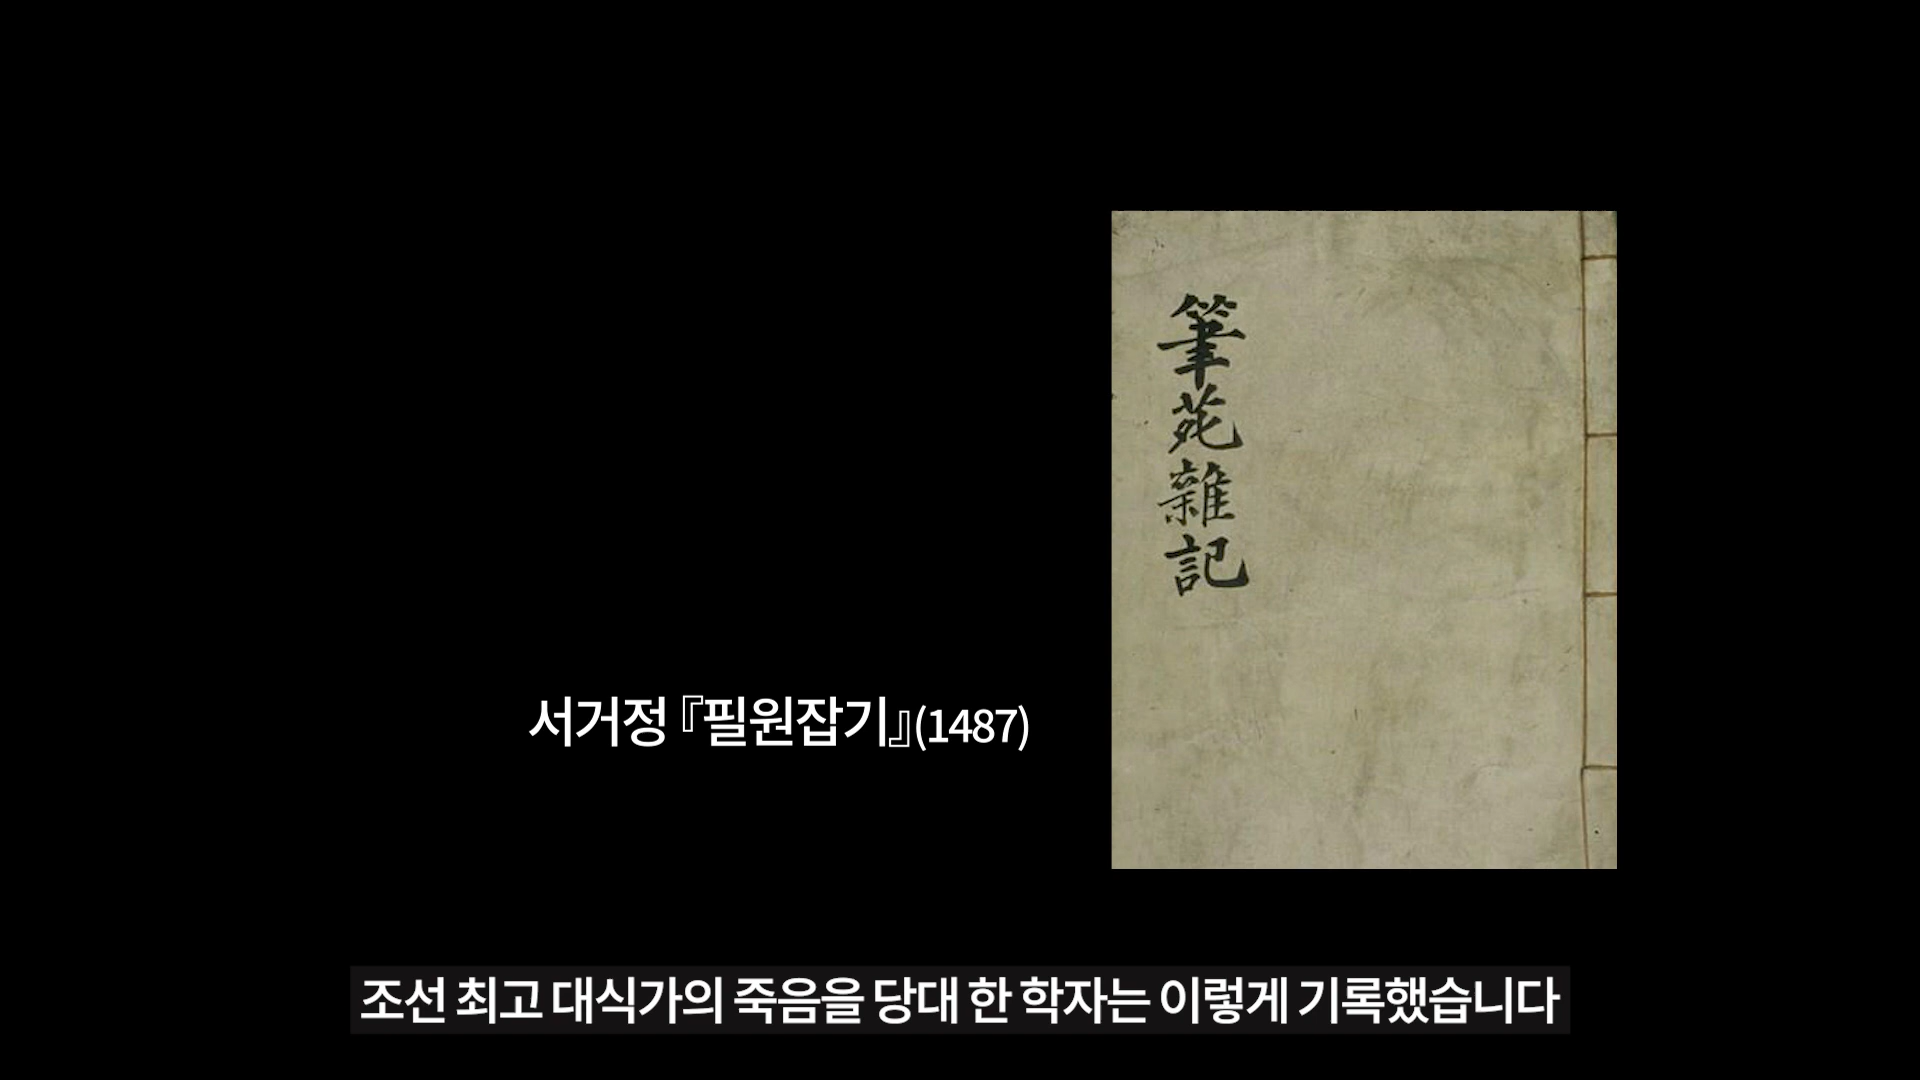 筆苑雜記
서거정 『필원잡기』(1487)
조선 최고 대식가의 죽음을 당대 한 학자는 이렇게 기록했습니다